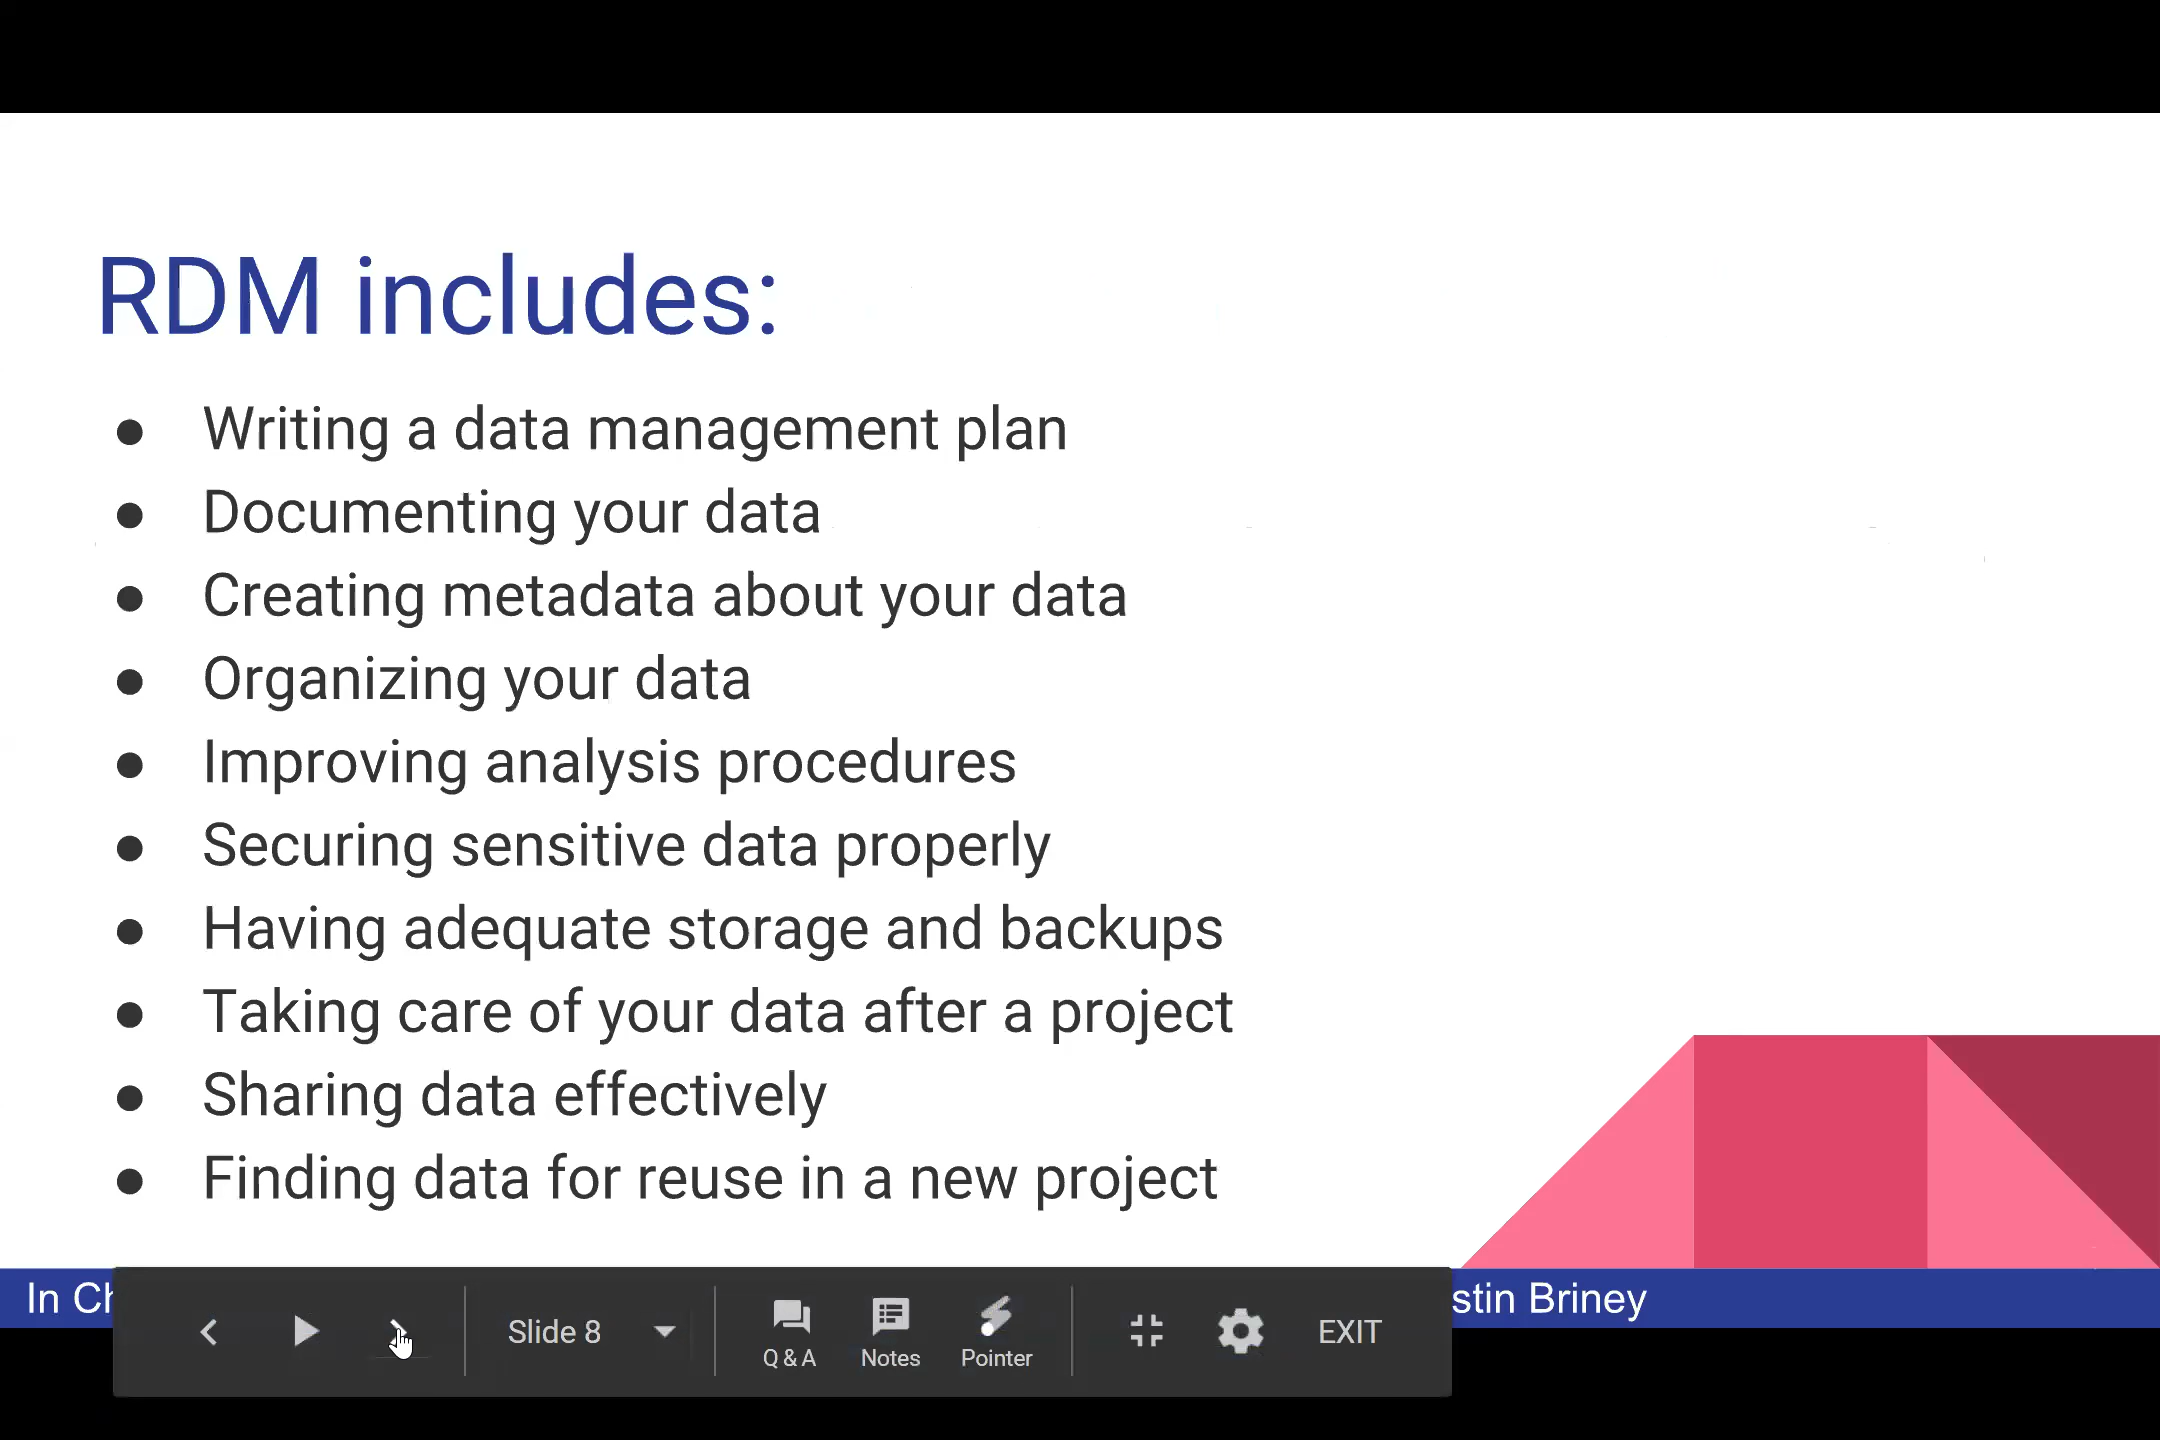 RDM includes:
● Writing a data management plan
● Documenting your data
● Creating metadata about your data
● Organizing your data
● Improving analysis procedures
● Securing sensitive data properly
● Having adequate storage and backups
● Taking care of your data after a project
● Sharing data effectively
● Finding data for reuse in a new project
In Ch
stin Briney
Slide 8
Q & A
Notes
Pointer
EXIT